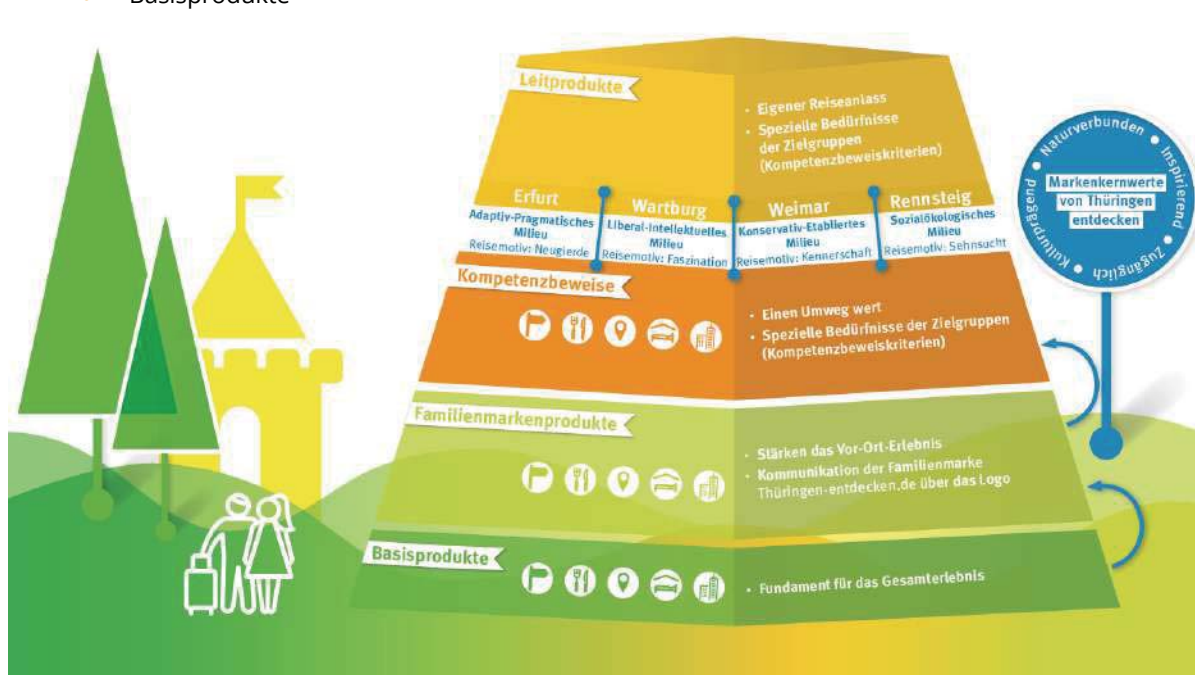 Basisprodukte
Leitprodukte
• Eigener Reiseanlass
• Spezielle Bedürfnisse
der Zielgruppen
(Kompetenzbeweiskriterien)
Erfurt
Adaptiv-Pragmatisches
Milieu
Reisemotiv: Neugierde
Wartburg
Liberal-Intellektuelles
Milieu
Reisemotiv: Faszination
Weimar
Konservativ-Etabliertes
Milieu
Reisemotiv: Kennerschaft
Rennsteig
Sozialökologisches
Milieu
Reisemotiv: Sehnsucht
Kompetenzbeweise
• Einen Umweg wert
• Spezielle Bedürfnisse der Zielgruppen
(Kompetenzbeweiskriterien)
Familienmarkenprodukte
• Stärken das Vor-Ort-Erlebnis
• Kommunikation der Familienmarke
Thüringen-entdecken.de über das Logo
Basisprodukte
• Fundament für das Gesamterlebnis
Naturverbunden • Inspirierend • Zugänglich • Kulturprägend •
Markenkernwerte
von Thüringen
entdecken